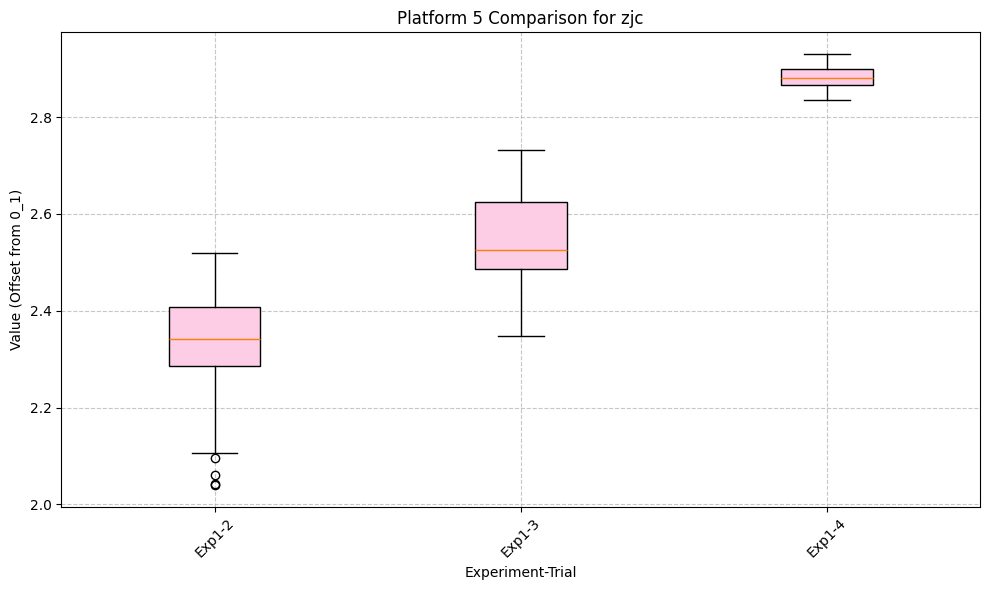 Platform 5 Comparison for zjc
Value (Offset from 0_1)
2.8
2.6
2.4
2.2
2.0
Exp1-2
Exp1-3
Exp1-4
Experiment-Trial